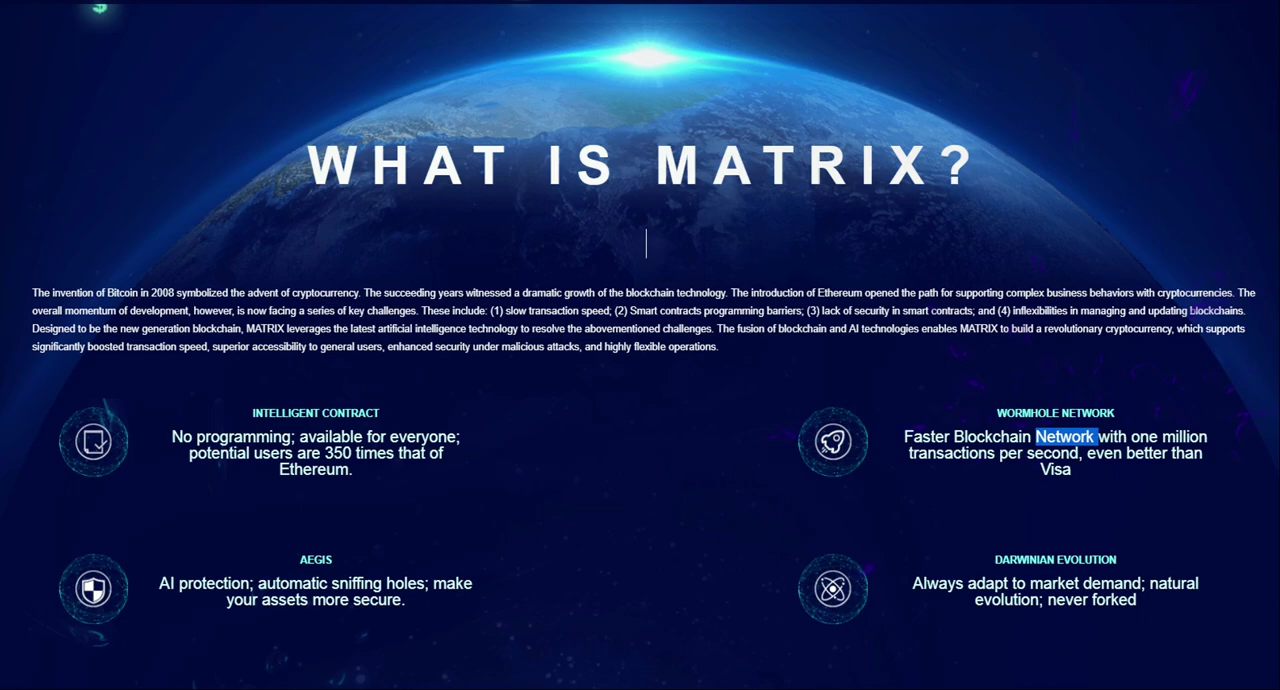 $
WHAT IS MATRIX?
The invention of Bitcoin in 2008 symbolized the advent of cryptocurrency. The succeeding years witnessed a dramatic growth of the blockchain technology. The introduction of Ethereum opened the path for supporting complex business behaviors with cryptocurrencies. The
overall momentum of development, however, is now facing a series of key challenges. These include: (1) slow transaction speed; (2) Smart contracts programming barriers; (3) lack of security in smart contracts; and (4) inflexibilities in managing and updating blockchains.
Designed to be the new generation blockchain, MATRIX leverages the latest artificial intelligence technology to resolve the abovementioned challenges. The fusion of blockchain and AI technologies enables MATRIX to build a revolutionary cryptocurrency, which supports
significantly boosted transaction speed, superior accessibility to general users, enhanced security under malicious attacks, and highly flexible operations.
INTELLIGENT CONTRACT
No programming; available for everyone;
potential users are 350 times that of
Ethereum.
WORMHOLE NETWORK
Faster Blockchain Network with one million
transactions per second, even better than
Visa
AEGIS
AI protection; automatic sniffing holes; make
your assets more secure.
DARWINIAN EVOLUTION
Always adapt to market demand; natural
evolution; never forked